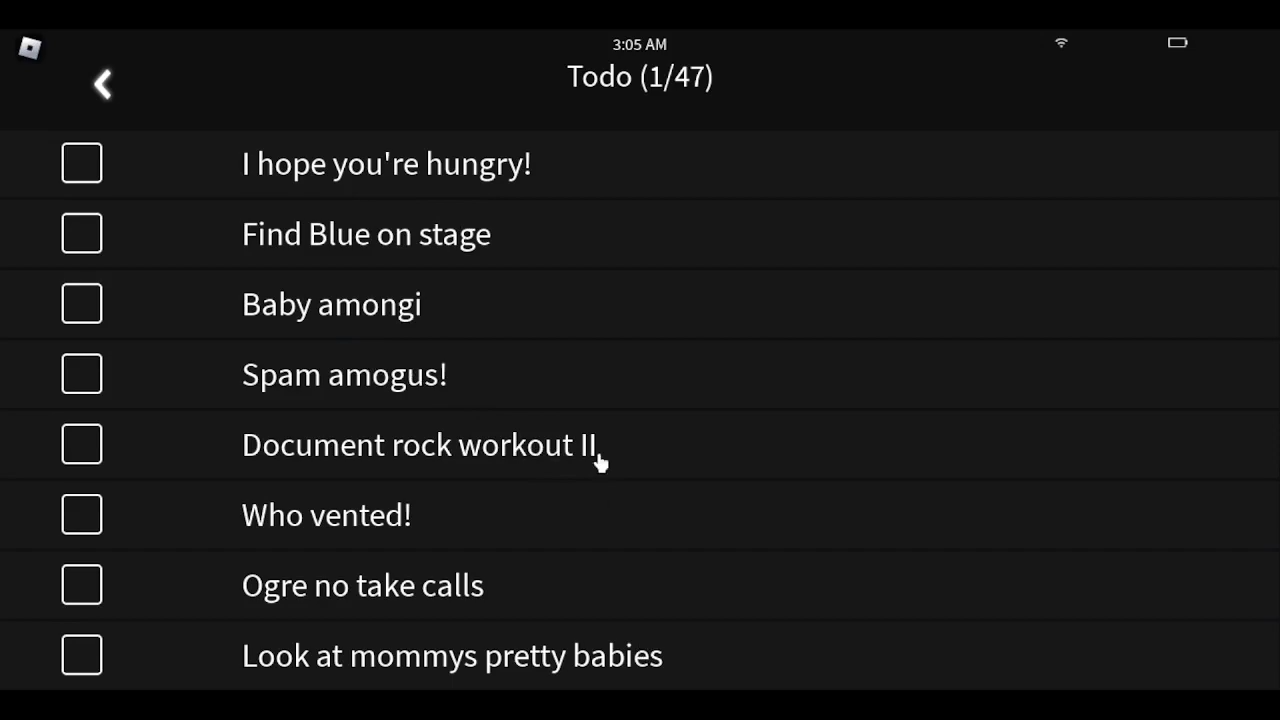 3:05 AM
Todo (1/47)
I hope you're hungry!
Find Blue on stage
Baby amongi
Spam amogus!
Document rock workout II
Who vented!
Ogre no take calls
Look at mommys pretty babies